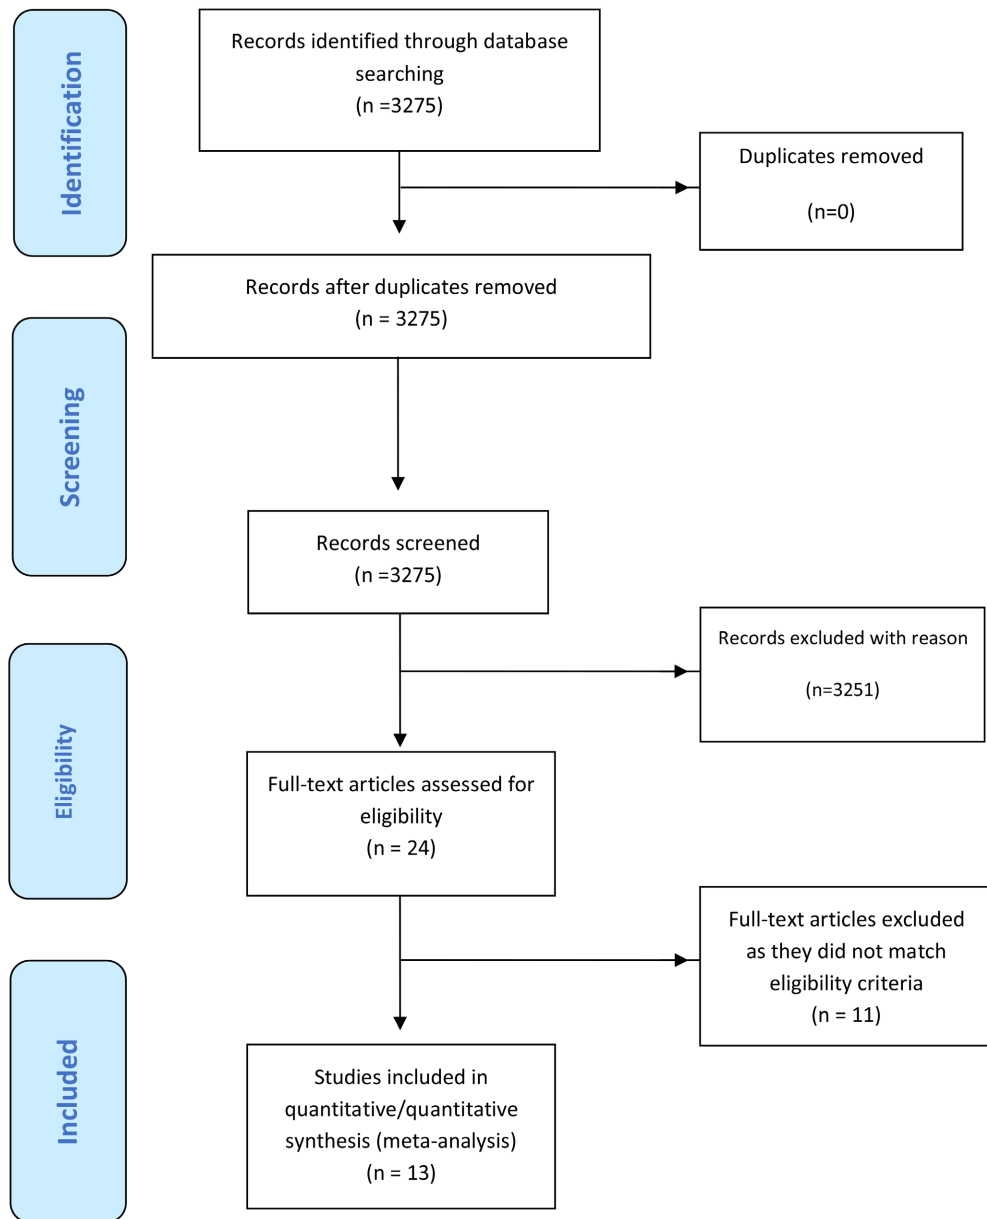 Identification
Records identified through database
searching
(n =3275)
Duplicates removed
(n=0)
Records after duplicates removed
(n = 3275)
Screening
Records screened
(n =3275)
Records excluded with reason
(n=3251)
Eligibility
Full-text articles assessed for
eligibility
(n = 24)
Full-text articles excluded
as they did not match
eligibility criteria
(n = 11)
Included
Studies included in
quantitative/quantitative
synthesis (meta-analysis)
(n = 13)